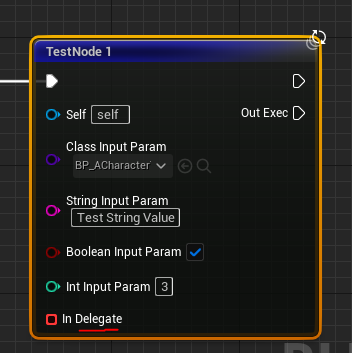 TestNode 1
Self self
Out Exec
Class Input Param
BP_ACharacter
String Input Param
Test String Value
Boolean Input Param
Int Input Param 3
In Delegate